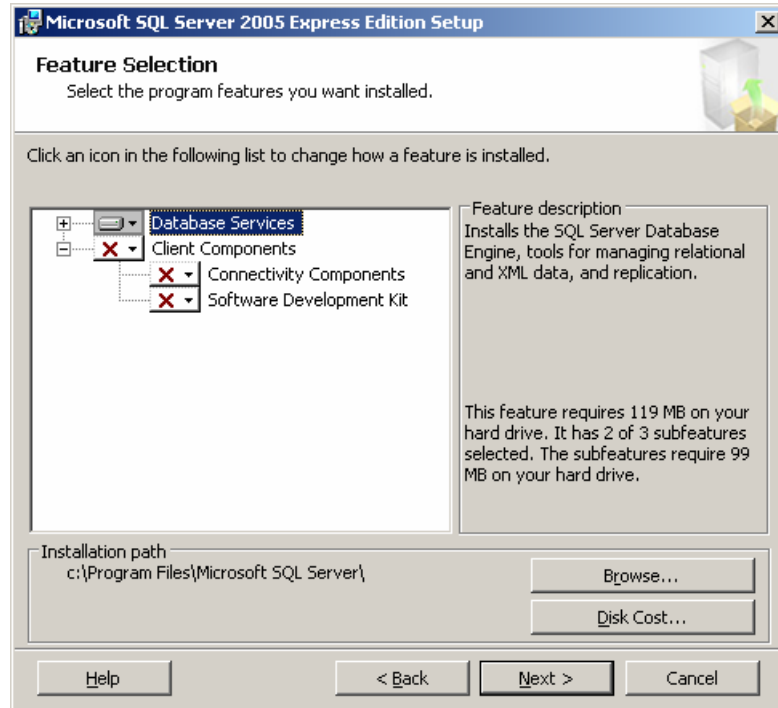 Microsoft SQL Server 2005 Express Edition Setup
Feature Selection
Select the program features you want installed.
Click an icon in the following list to change how a feature is installed.
Database Services
Client Components
Connectivity Components
Software Development Kit
Feature description
Installs the SQL Server Database
Engine, tools for managing relational
and XML data, and replication.
This feature requires 119 MB on your
hard drive. It has 2 of 3 subfeatures
selected. The subfeatures require 99
MB on your hard drive.
Installation path
c:\Program Files\Microsoft SQL Server\
Browse...
Disk Cost...
Help
< Back
Next >
Cancel